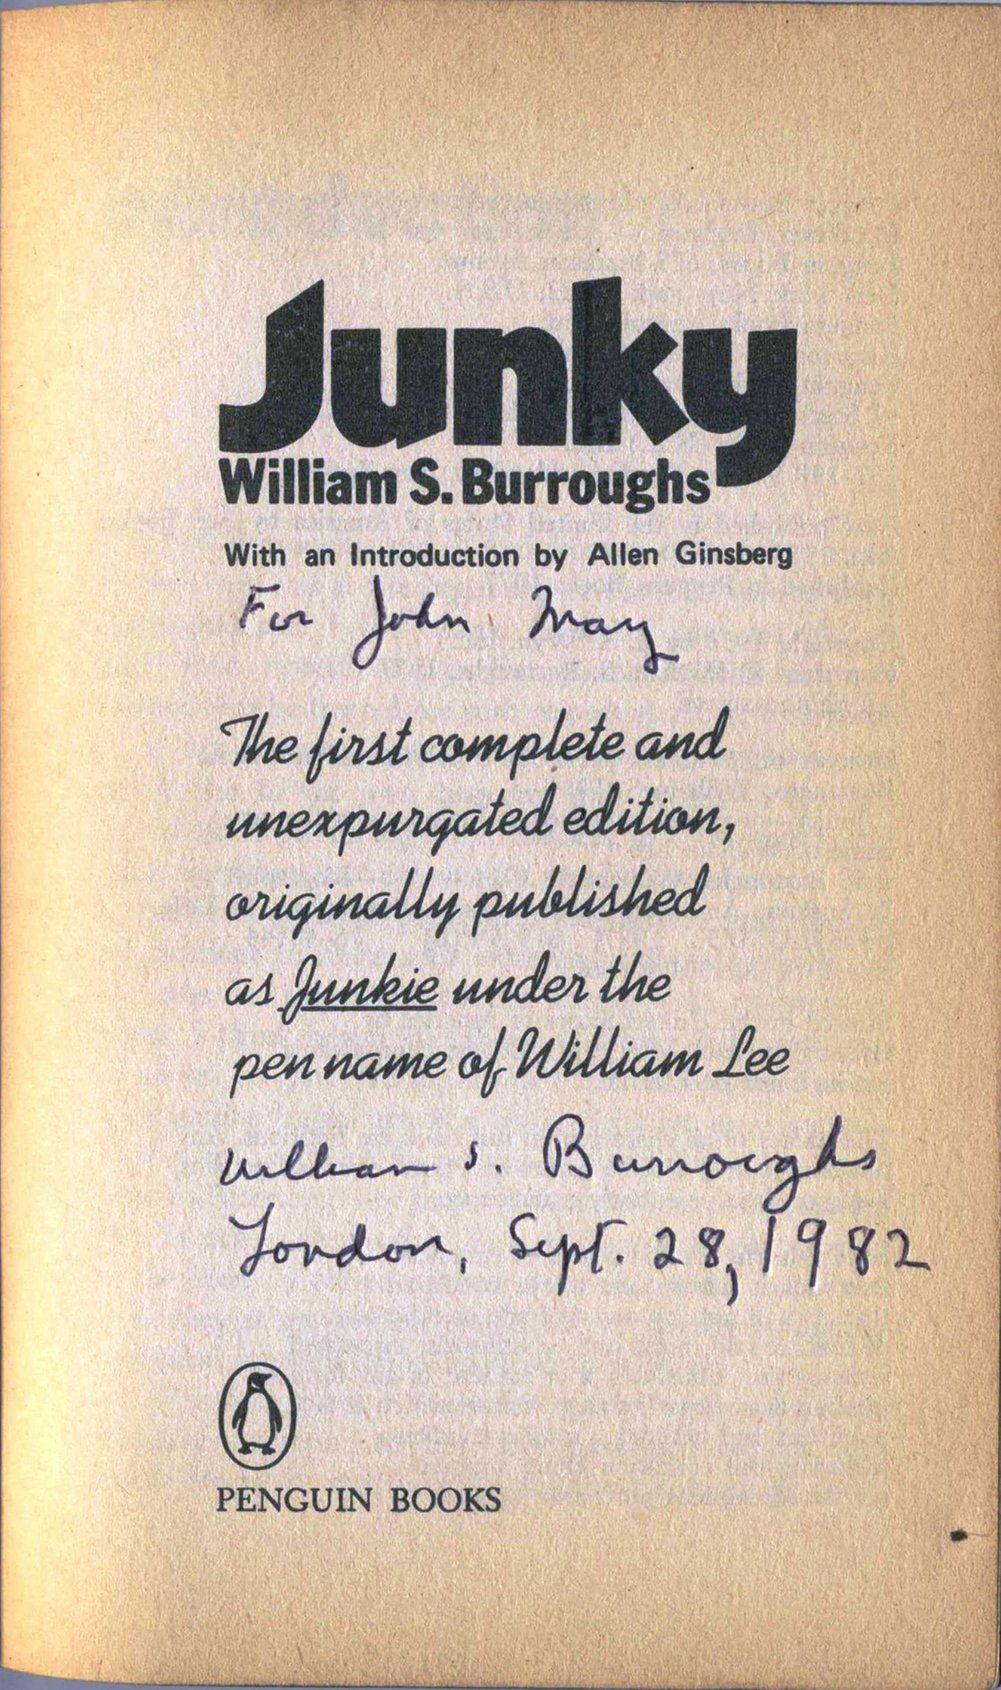 Junky
William S. Burroughs
With an Introduction by Allen Ginsberg
For John May
The first complete and
unexpurgated edition,
originally published
as Junkie under the
pen name of William Lee
William S. Burroughs
London, Sept. 28, 1982
PENGUIN BOOKS